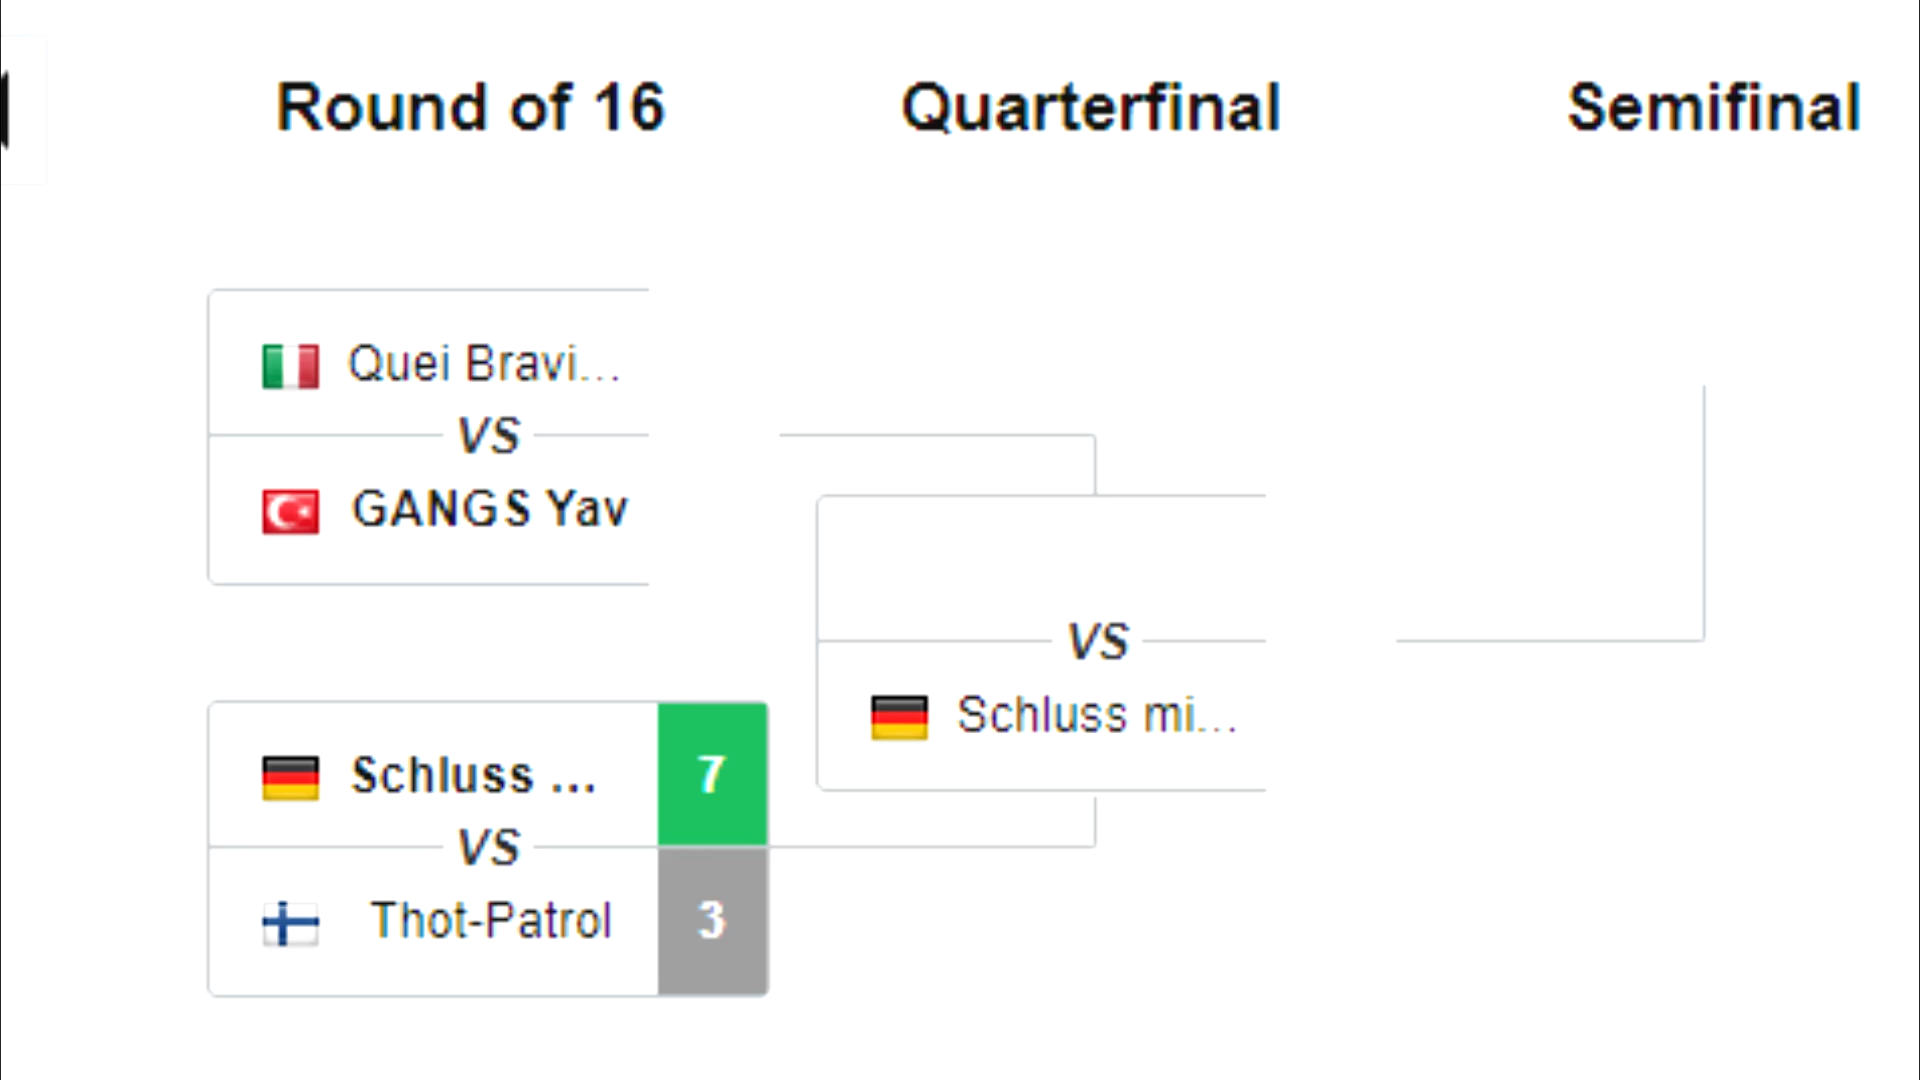 Round of 16
Quarterfinal
Semifinal
Quei Bravi...
VS
GANGS Yav
VS
Schluss mi...
Schluss ... 7
VS
Thot-Patrol 3